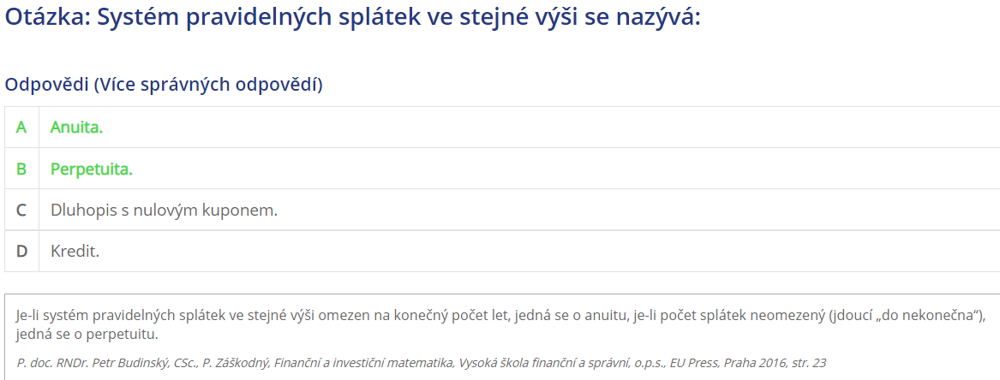 Otázka: Systém pravidelných splátek ve stejné výši se nazývá:
Odpovědi (Více správných odpovědí)
A Anuita.
B Perpetuita.
C Dluhopis s nulovým kuponem.
D Kredit.
Je-li systém pravidelných splátek ve stejné výši omezen na konečný počet let, jedná se o anuitu, je-li počet splátek neomezený (jdoucí „do nekonečna“),
jedná se o perpetuitu.
P. doc. RNDr. Petr Budinský, CSc., P. Záškodný, Finanční a investiční matematika, Vysoká škola finanční a správní, o.p.s., EU Press, Praha 2016, str. 23